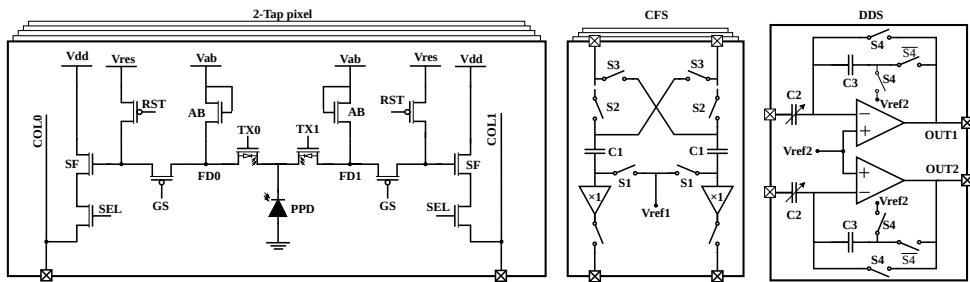 2-Tap pixel
Vdd
Vres
Vab
Vab
Vres
Vdd
RST
AB
AB
RST
COL0
TX0
TX1
COL1
SF
FD0
FD1
SF
GS
GS
SEL
PPD
SEL
CFS
S3
S3
S2
S2
C1
C1
S1
S1
×1
Vref1
×1
DDS
S4
S4
C3
S4
C2
Vref2
OUT1
Vref2
OUT2
C2
Vref2
S4
C3
S4
S4